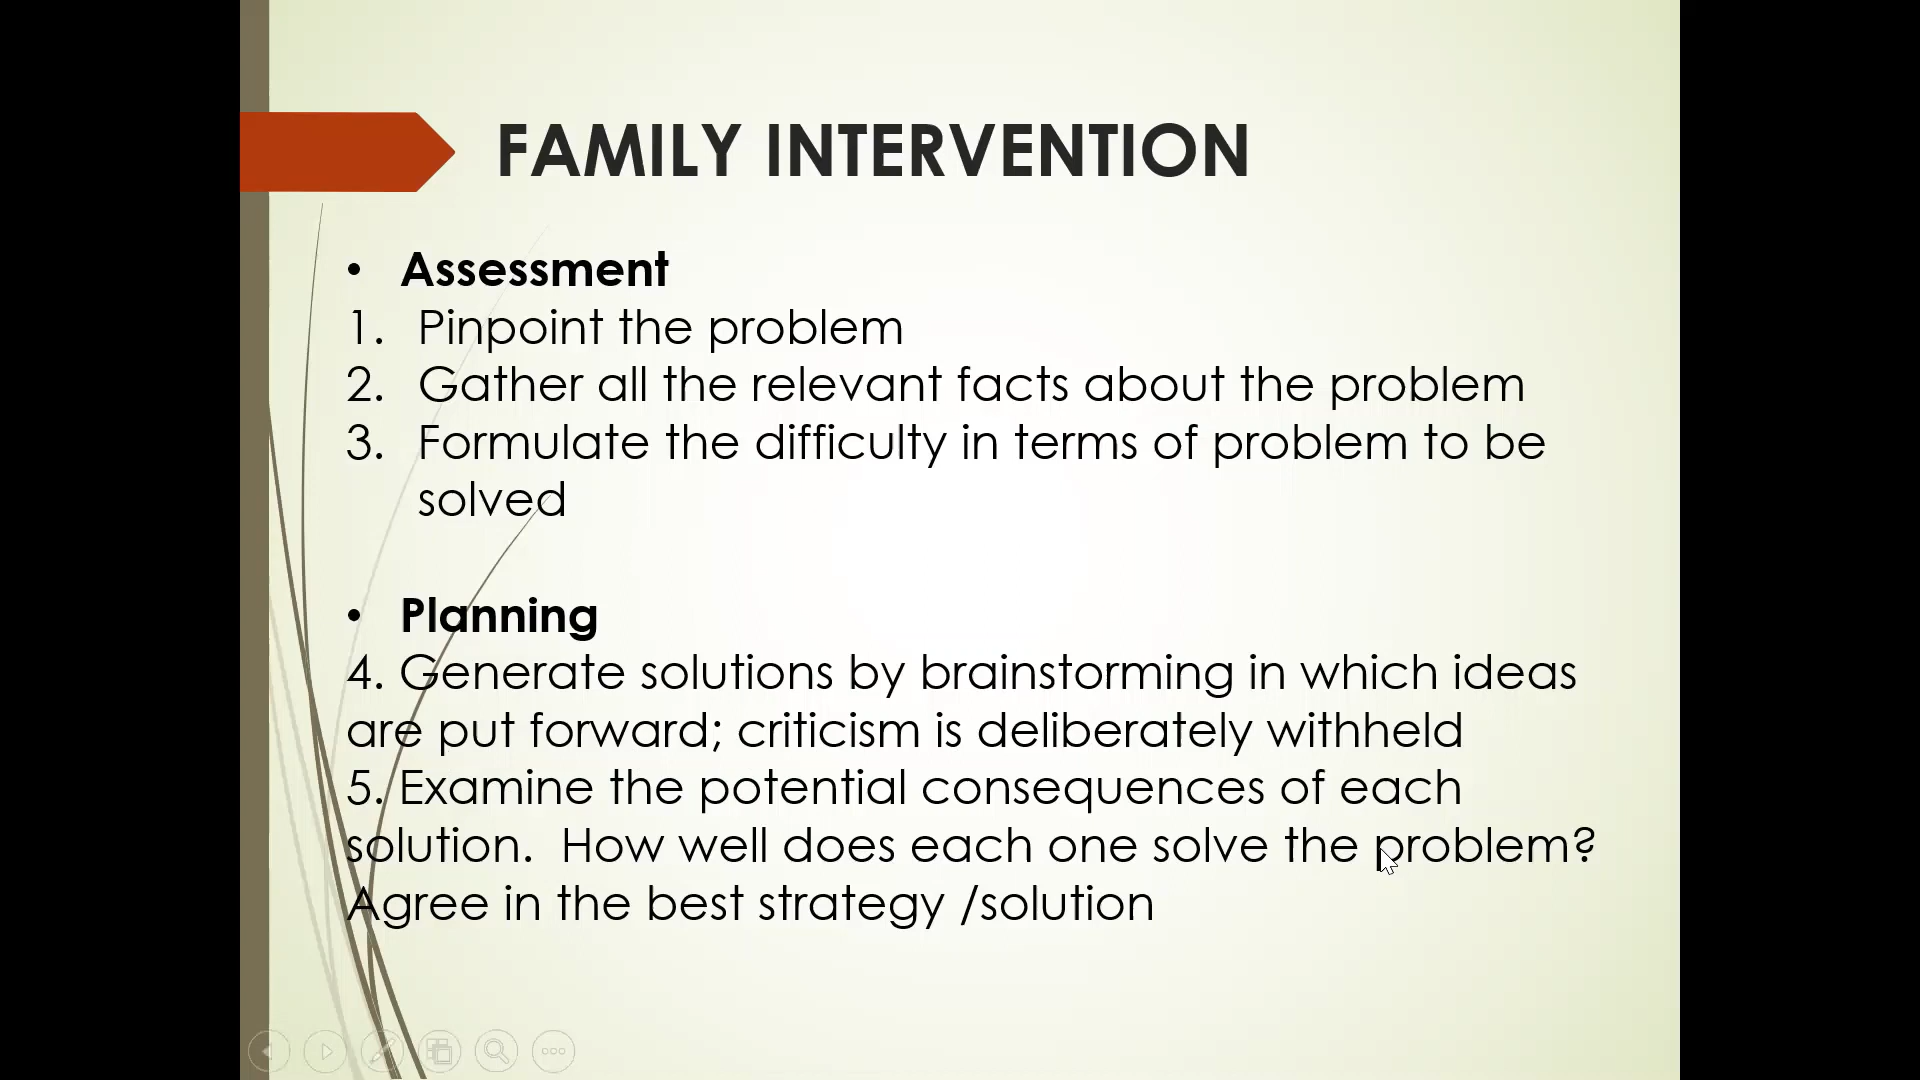 FAMILY INTERVENTION
• Assessment
1. Pinpoint the problem
2. Gather all the relevant facts about the problem
3. Formulate the difficulty in terms of problem to be
solved
• Planning
4. Generate solutions by brainstorming in which ideas
are put forward; criticism is deliberately withheld
5. Examine the potential consequences of each
solution.  How well does each one solve the problem?
Agree in the best strategy /solution